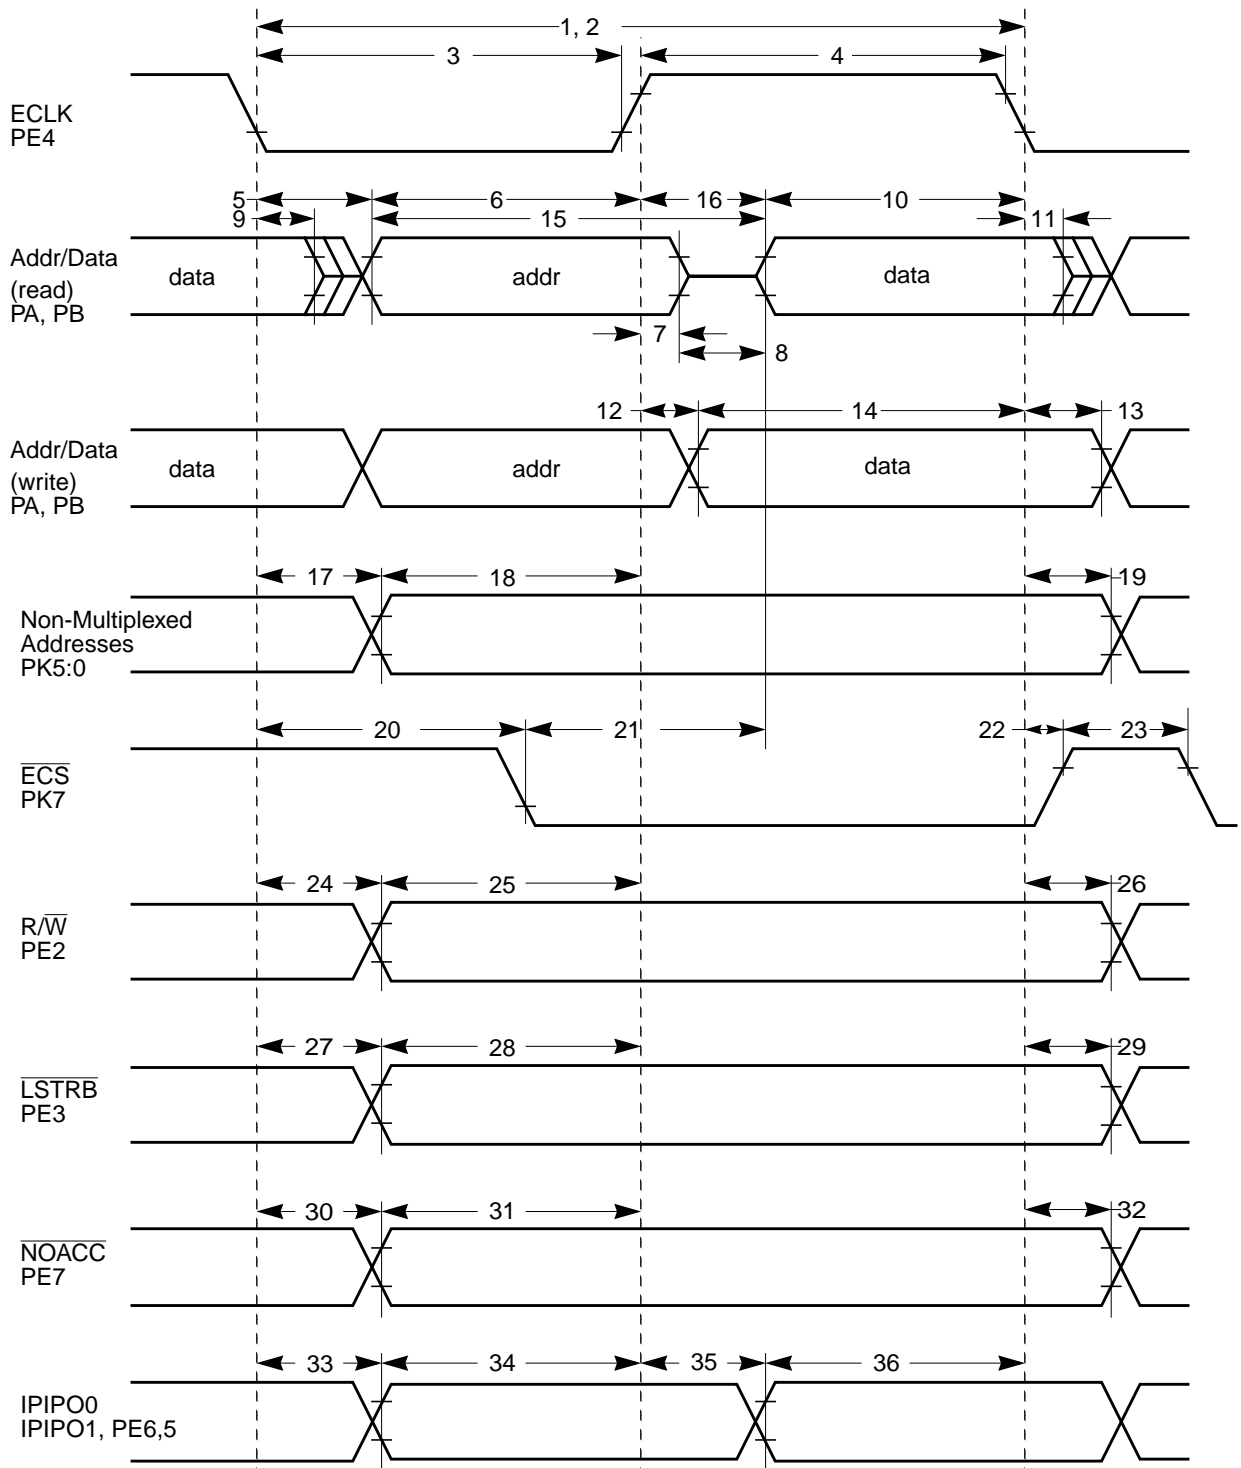 1, 2
3
4
ECLK
PE4
5
6
16
10
9
15
11
Addr/Data
(read)
PA, PB
data
addr
data
7
8
12
14
13
Addr/Data
(write)
PA, PB
data
addr
data
17
18
19
Non-Multiplexed
Addresses
PK5:0
20
21
22
23
ECS
PK7
24
25
26
R/W
PE2
27
28
29
LSTRB
PE3
30
31
32
NOACC
PE7
33
34
35
36
IPIPO0
IPIPO1, PE6,5